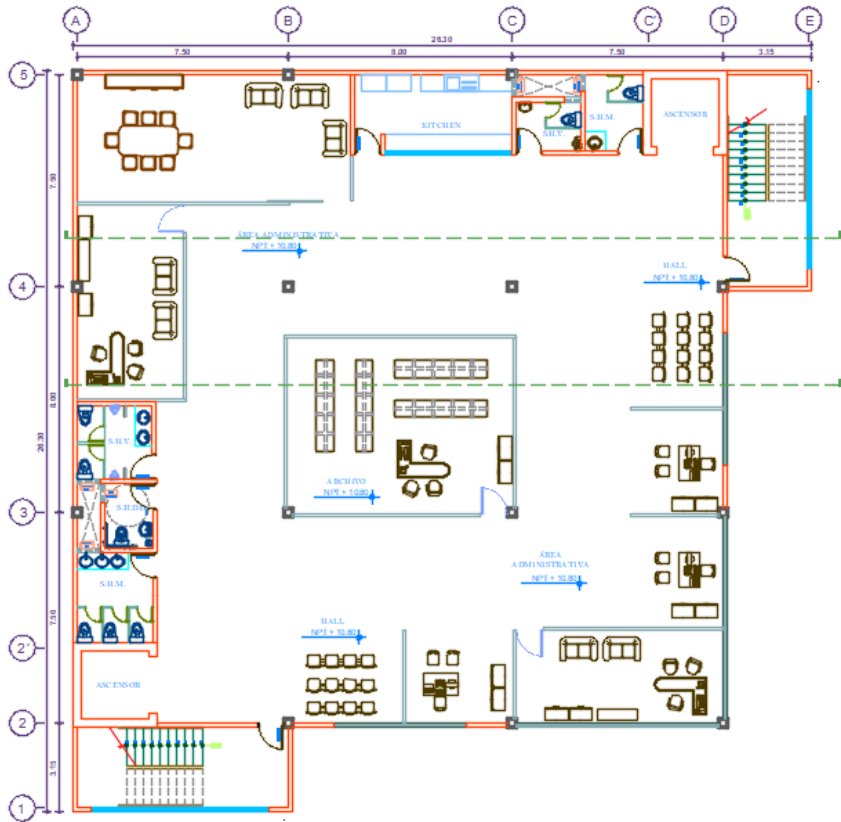 A B C C' D E
26.30
7.50 8.00 7.50 3.15
5
KITCHEN
S.H.V.
S.H.M.
ASCENSOR
7.50
ÁREA ADMINISTRATIVA
NPT + 10.80
HALL
NPT + 10.80
4
8.00
26.30
S.H.V.
ARCHIVO
NPT + 10.80
3
ÁREA
ADMINISTRATIVA
NPT + 10.80
S.H.M.
7.50
HALL
NPT + 10.80
2'
ASCENSOR
2
3.15
1